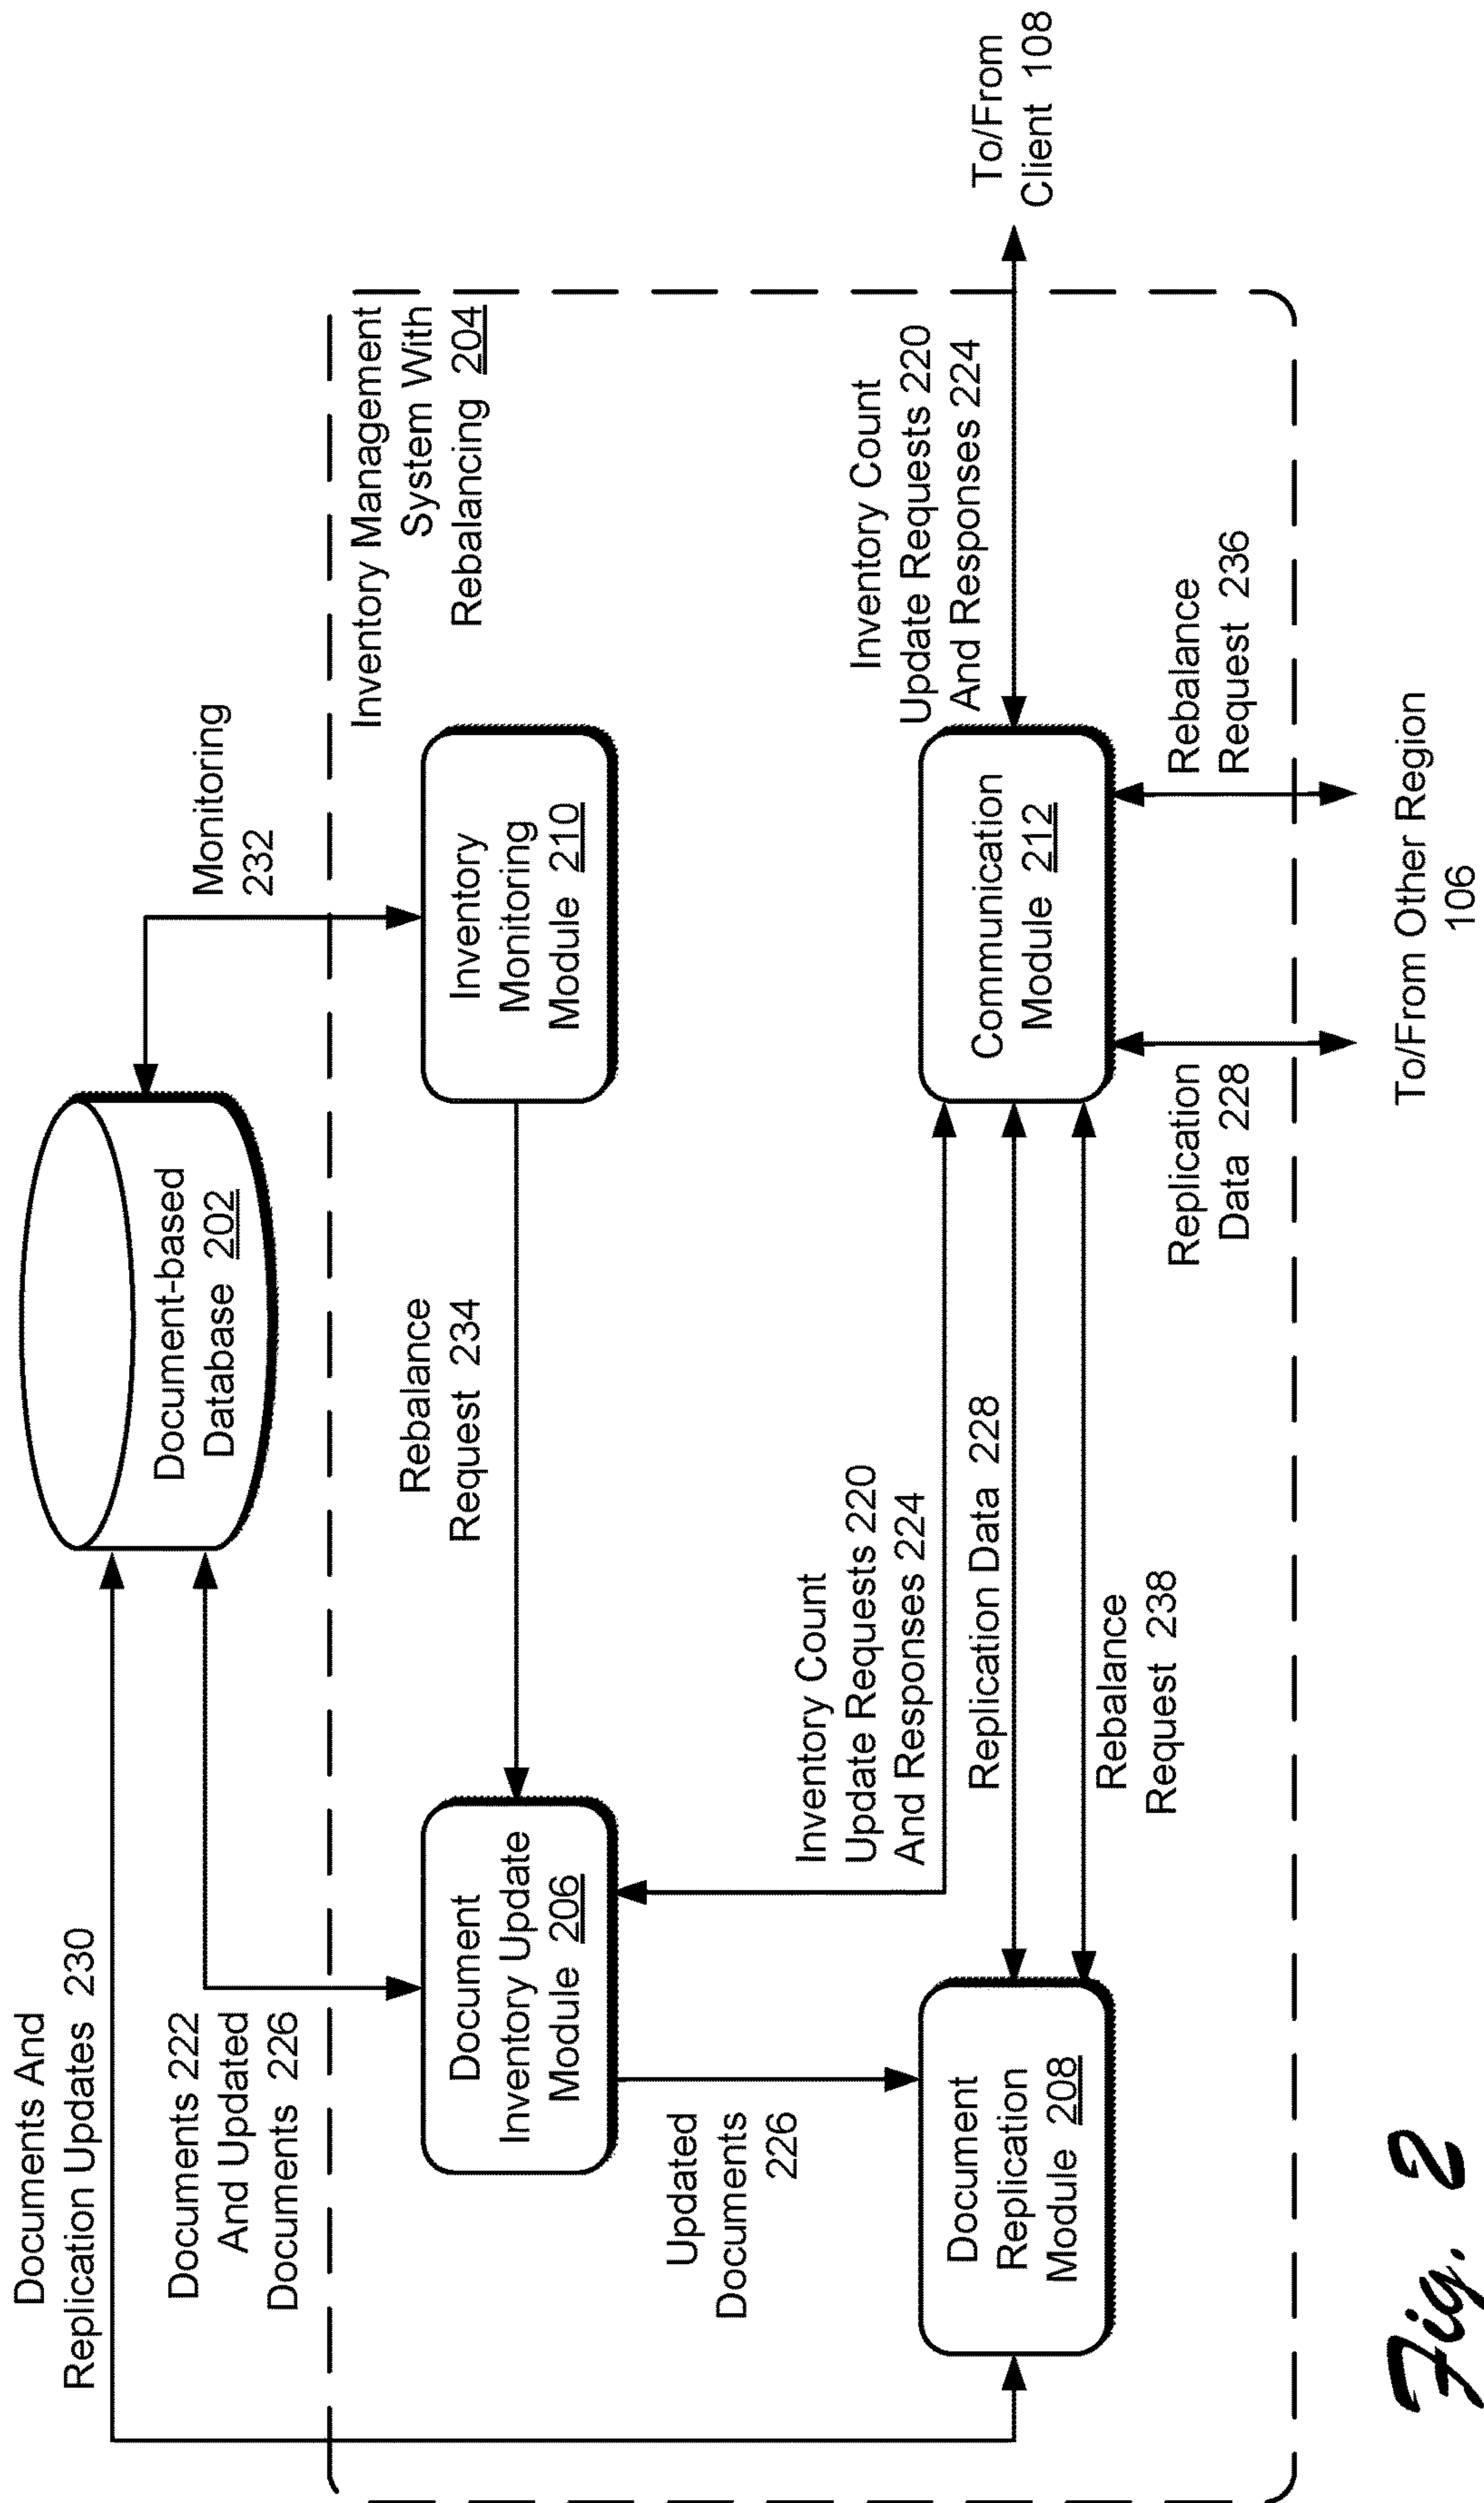 Documents And
Replication Updates 230
Documents 222
And Updated
Documents 226
Document-based
Database 202
Monitoring
232
Inventory Management
System With
Rebalancing 204
Document
Inventory Update
Module 206
Rebalance
Request 234
Inventory
Monitoring
Module 210
Updated
Documents
226
Inventory Count
Update Requests 220
And Responses 224
Inventory Count
Update Requests 220
And Responses 224
To/From
Client 108
Document
Replication
Module 208
Replication Data 228
Rebalance
Request 238
Communication
Module 212
Replication
Data 228
Rebalance
Request 236
To/From Other Region
106
Fig. 2